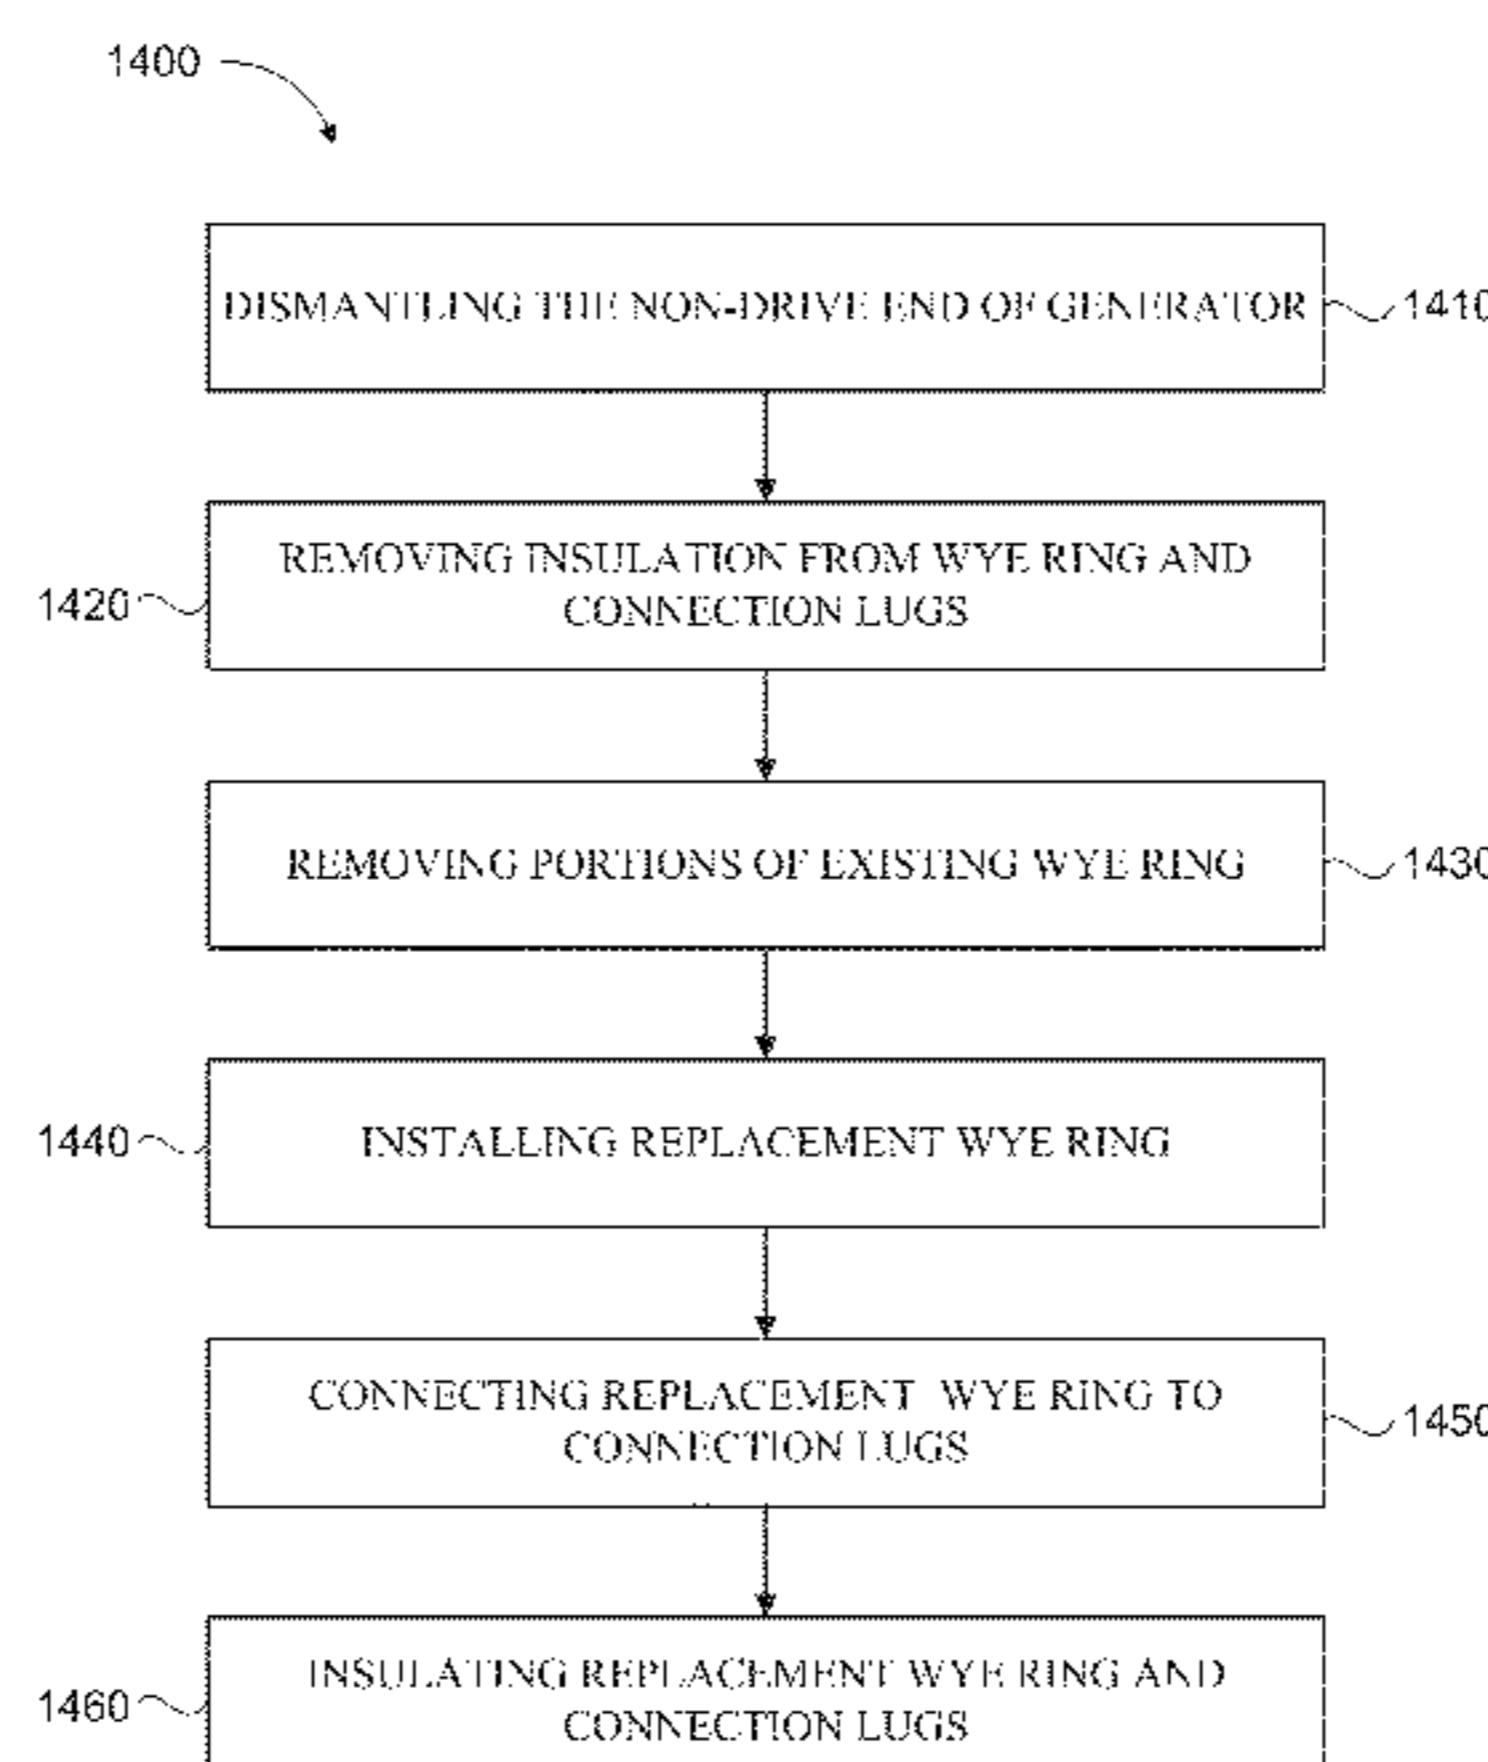 1400
DISMANTLING THE NON-DRIVE END OF GENERATOR
1410
REMOVING INSULATION FROM WYE RING AND
CONNECTION LUGS
1420
REMOVING PORTIONS OF EXISTING WYE RING
1430
INSTALLING REPLACEMENT WYE RING
1440
CONNECTING REPLACEMENT WYE RING TO
CONNECTION LUGS
1450
INSULATING REPLACEMENT WYE RING AND
CONNECTION LUGS
1460